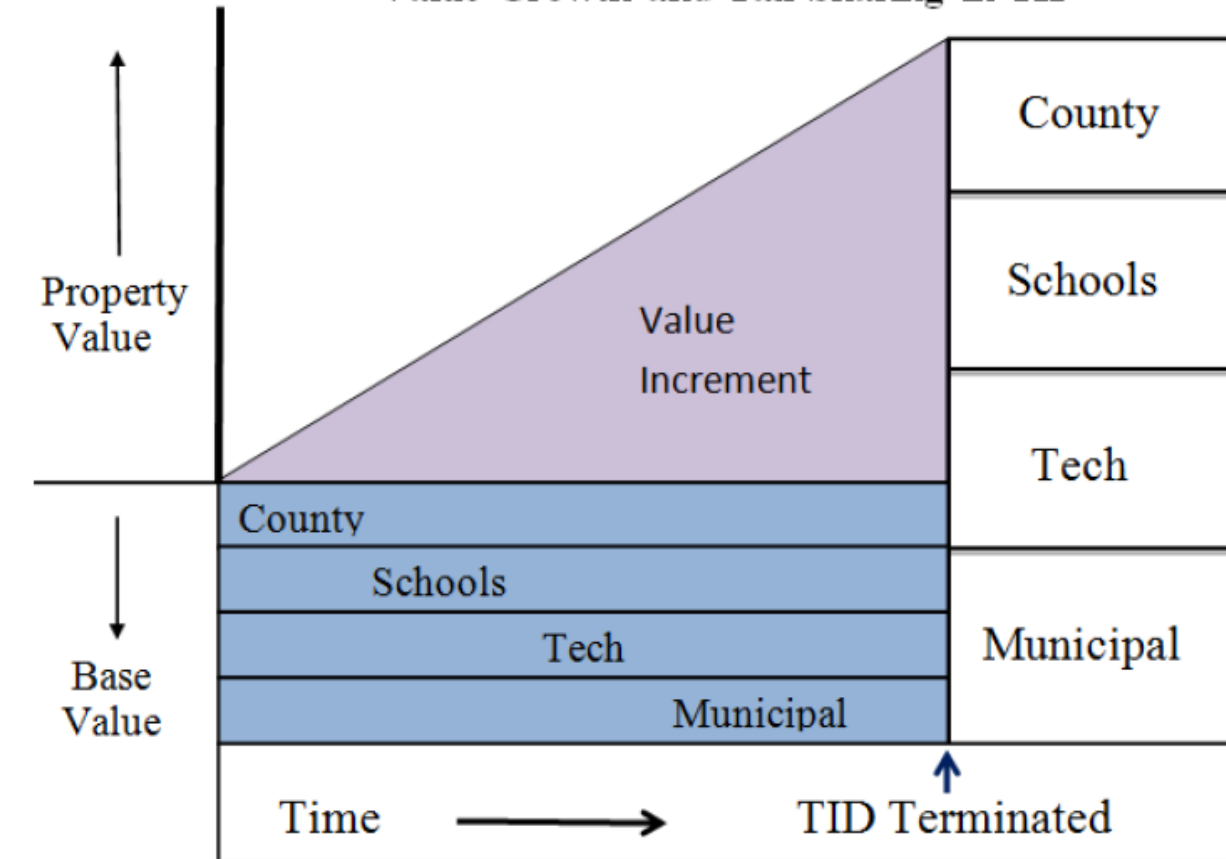 County
Schools
Property
Value
Value
Increment
Tech
County
Schools
Tech
Municipal
Base
Value
Municipal
Time
TID Terminated